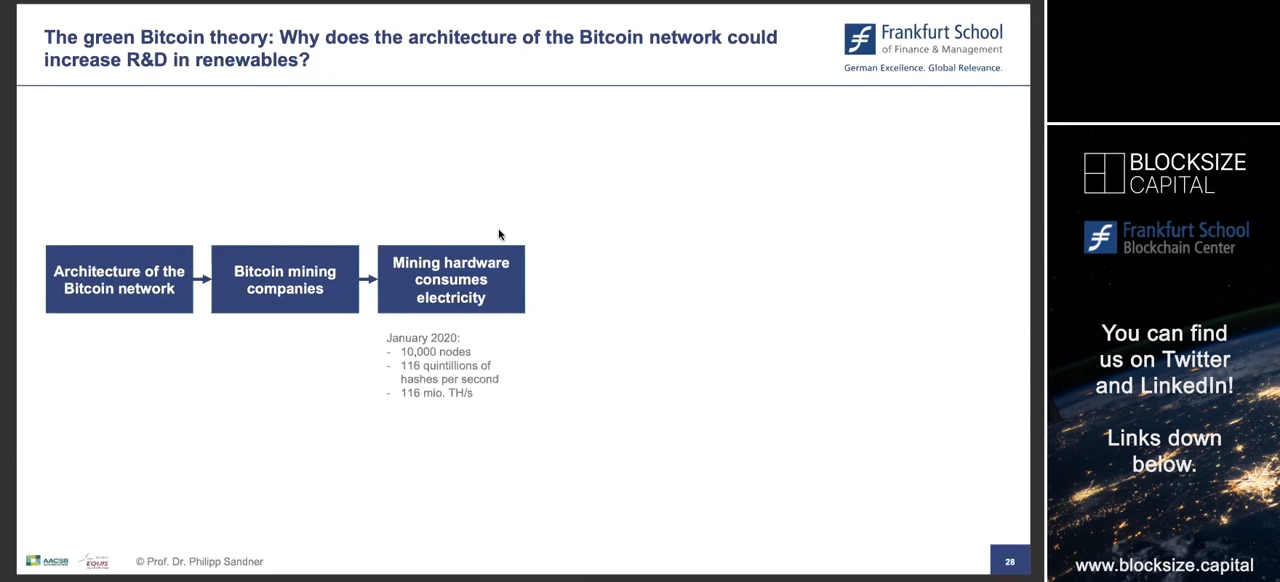 The green Bitcoin theory: Why does the architecture of the Bitcoin network could
increase R&D in renewables?
Frankfurt School
of Finance & Management
German Excellence. Global Relevance.
Architecture of the
Bitcoin network
Bitcoin mining
companies
Mining hardware
consumes
electricity
January 2020:
- 10,000 nodes
- 116 quintillions of
hashes per second
- 116 mio. TH/s
AACSB
EQUIS
© Prof. Dr. Philipp Sandner
28
BLOCKSIZE
CAPITAL
Frankfurt School
Blockchain Center
You can find
us on Twitter
and LinkedIn!
Links down
below.
www.blocksize.capital